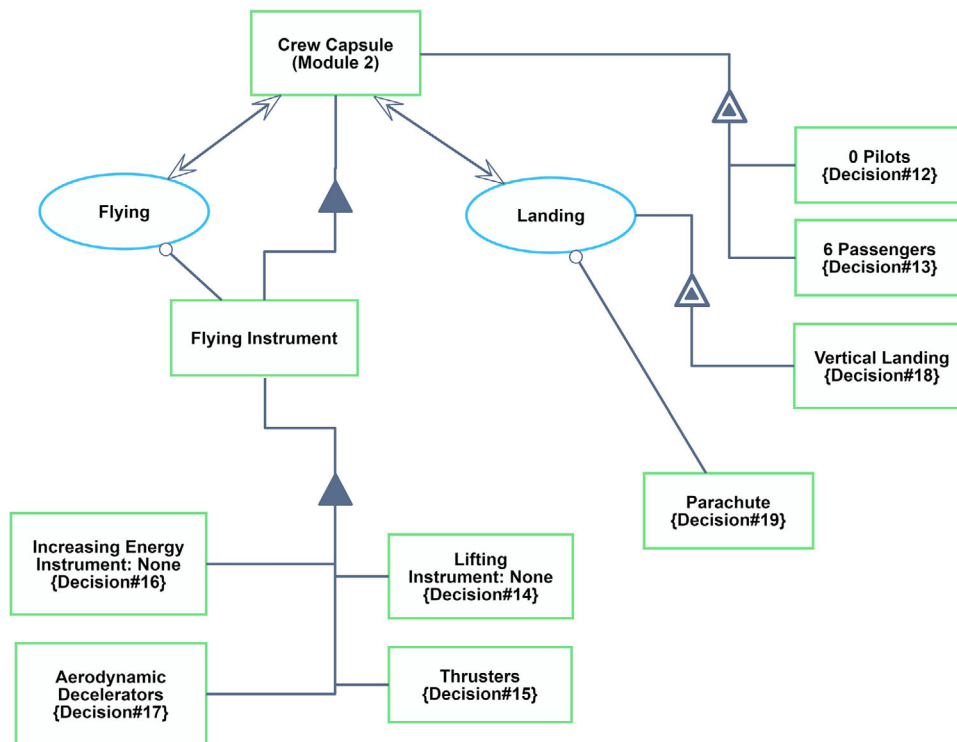 Crew Capsule
(Module 2)
0 Pilots
{Decision#12}
Flying
Landing
6 Passengers
{Decision#13}
Flying Instrument
Vertical Landing
{Decision#18}
Parachute
{Decision#19}
Increasing Energy
Instrument: None
{Decision#16}
Lifting
Instrument: None
{Decision#14}
Aerodynamic
Decelerators
{Decision#17}
Thrusters
{Decision#15}